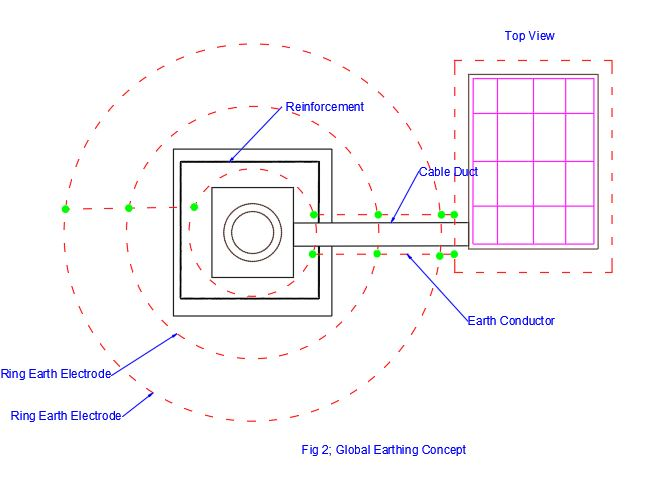 Top View
Reinforcement
Cable Duct
Earth Conductor
Ring Earth Electrode
Ring Earth Electrode
Fig 2; Global Earthing Concept